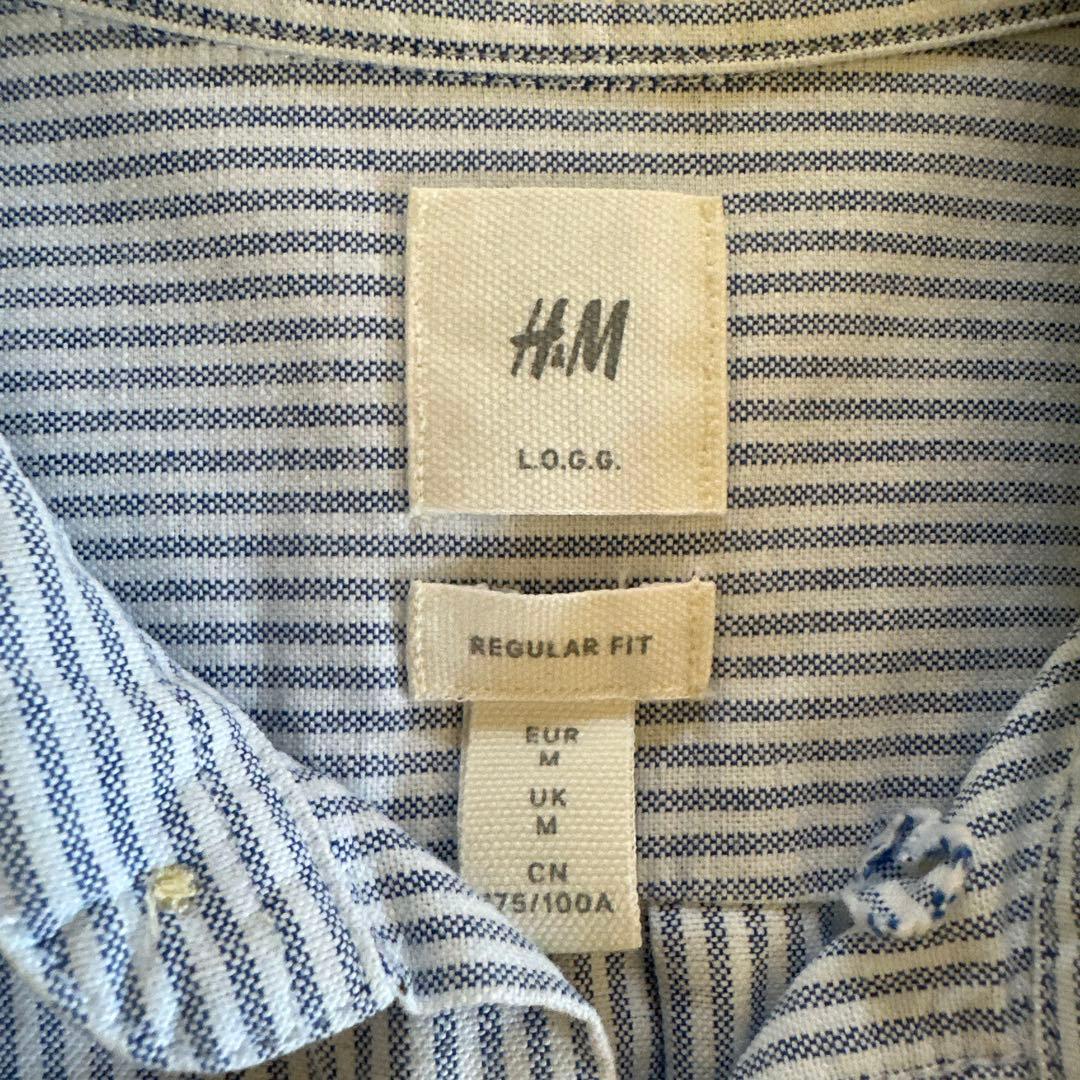 H&M
L.O.G.G.
REGULAR FIT
EUR
M
UK
M
CN
175/100A